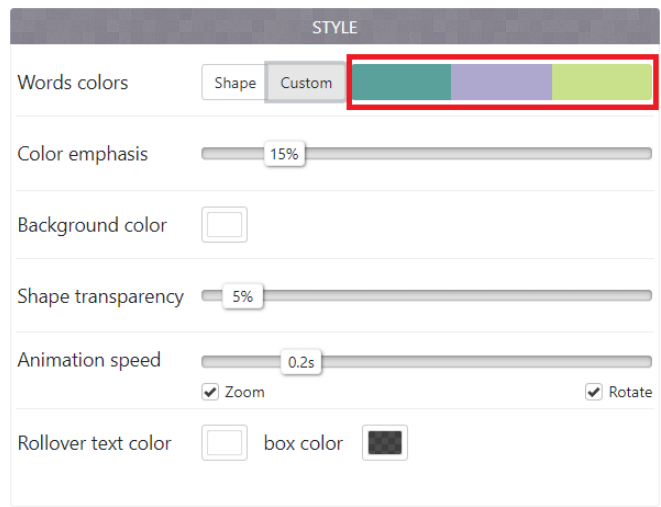 STYLE
Words colors Shape Custom
Color emphasis 15%
Background color
Shape transparency 5%
Animation speed 0.2s
Zoom Rotate
Rollover text color box color